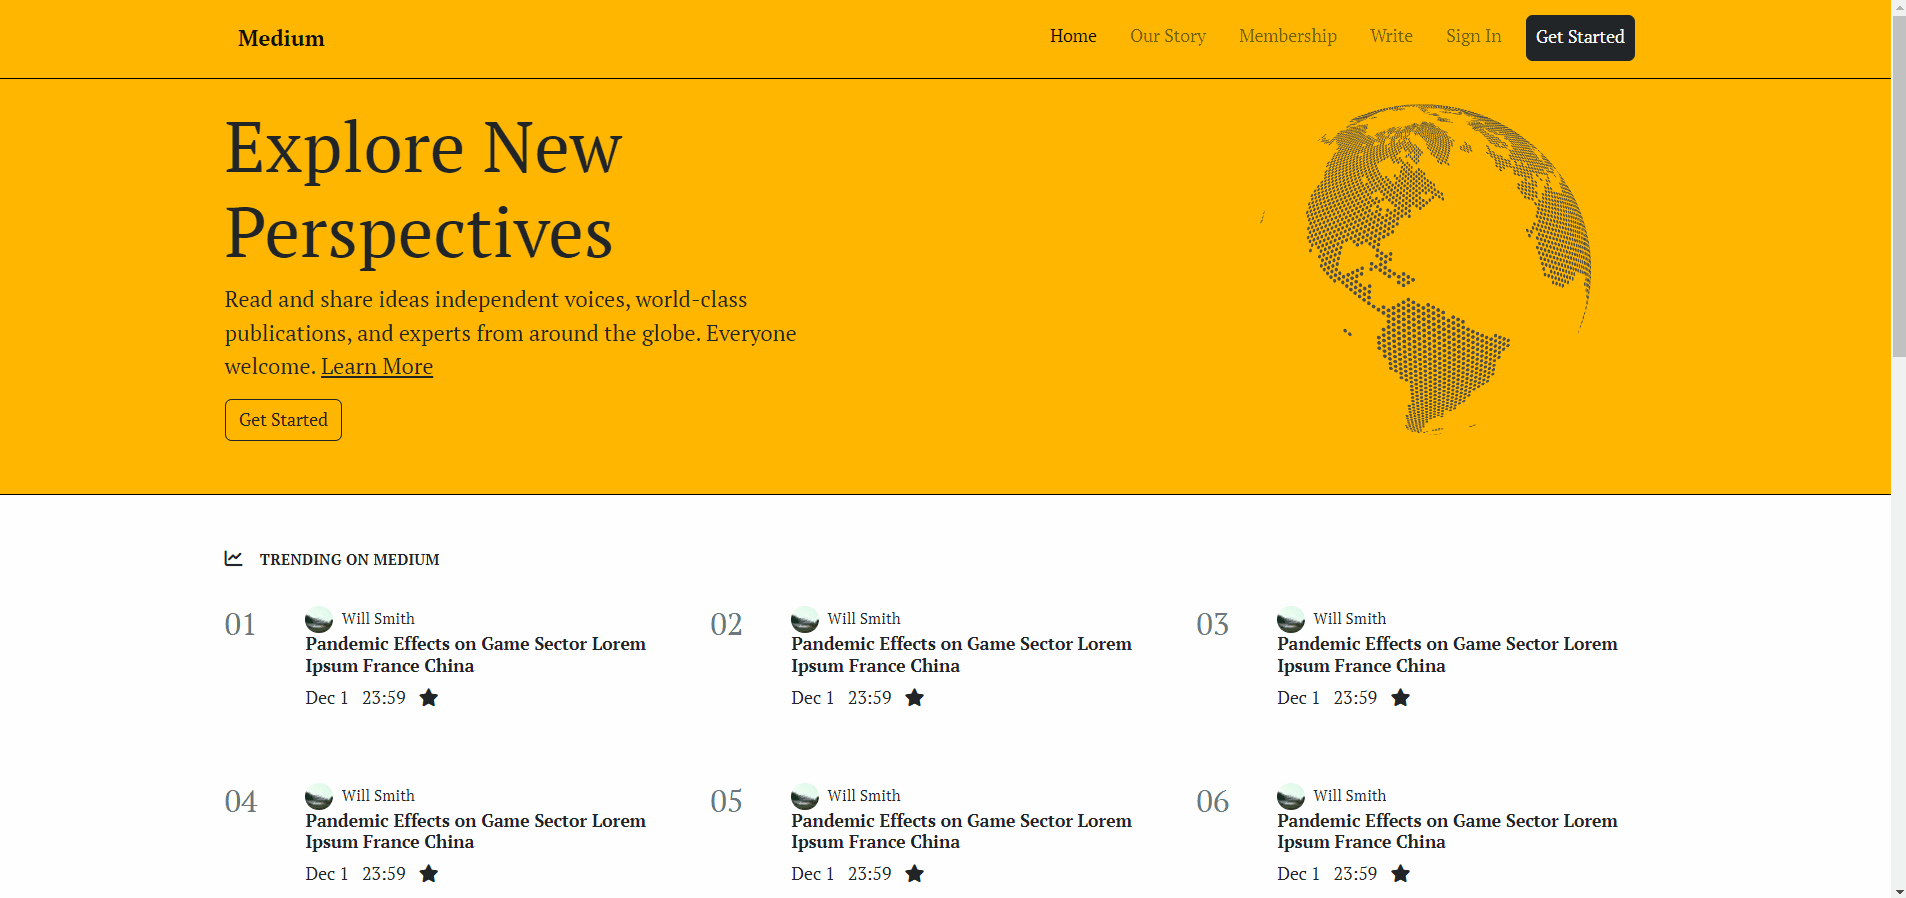 Medium
Home Our Story Membership Write Sign In Get Started
Explore New
Perspectives
Read and share ideas independent voices, world-class
publications, and experts from around the globe. Everyone
welcome. Learn More
Get Started
TRENDING ON MEDIUM
01
Will Smith
Pandemic Effects on Game Sector Lorem
Ipsum France China
Dec 1 23:59
02
Will Smith
Pandemic Effects on Game Sector Lorem
Ipsum France China
Dec 1 23:59
03
Will Smith
Pandemic Effects on Game Sector Lorem
Ipsum France China
Dec 1 23:59
04
Will Smith
Pandemic Effects on Game Sector Lorem
Ipsum France China
Dec 1 23:59
05
Will Smith
Pandemic Effects on Game Sector Lorem
Ipsum France China
Dec 1 23:59
06
Will Smith
Pandemic Effects on Game Sector Lorem
Ipsum France China
Dec 1 23:59